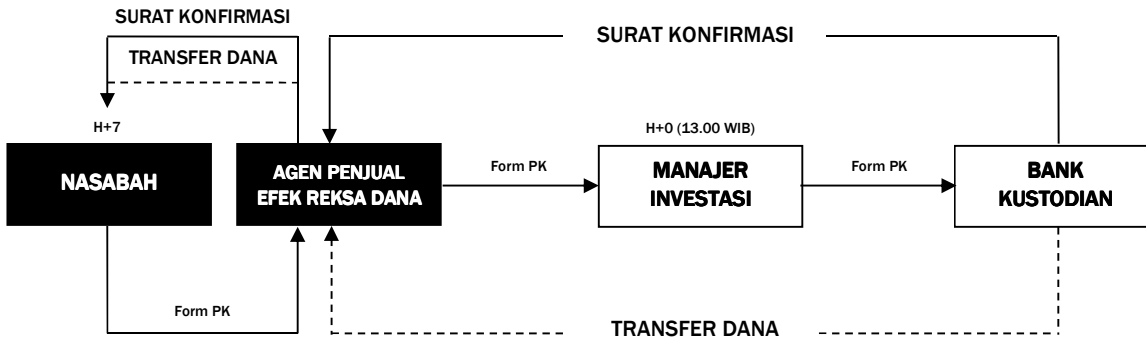 SURAT KONFIRMASI
TRANSFER DANA
SURAT KONFIRMASI
H+7
H+0 (13.00 WIB)
NASABAH
AGEN PENJUAL
EFEK REKSA DANA
Form PK
MANAJER
INVESTASI
Form PK
BANK
KUSTODIAN
Form PK
TRANSFER DANA